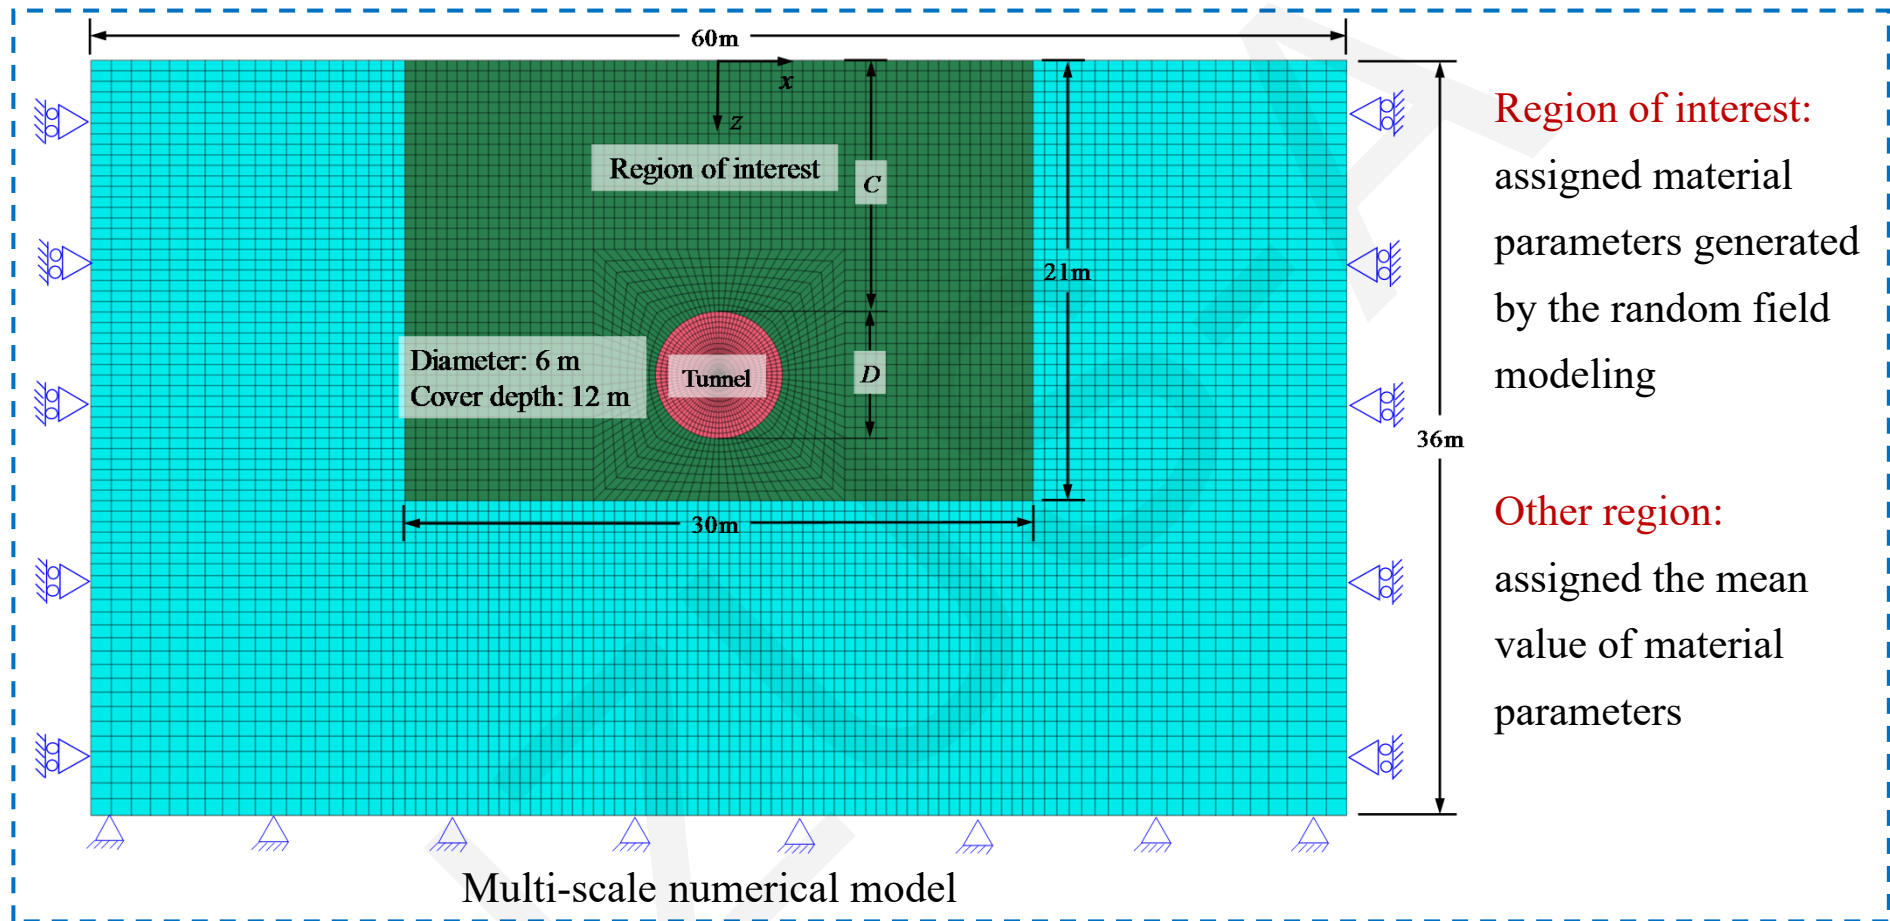 60m
x
z
Region of interest
C
21m
Diameter: 6 m
Cover depth: 12 m
Tunnel
D
36m
30m
Region of interest:
assigned material
parameters generated
by the random field
modeling
Other region:
assigned the mean
value of material
parameters
Multi-scale numerical model